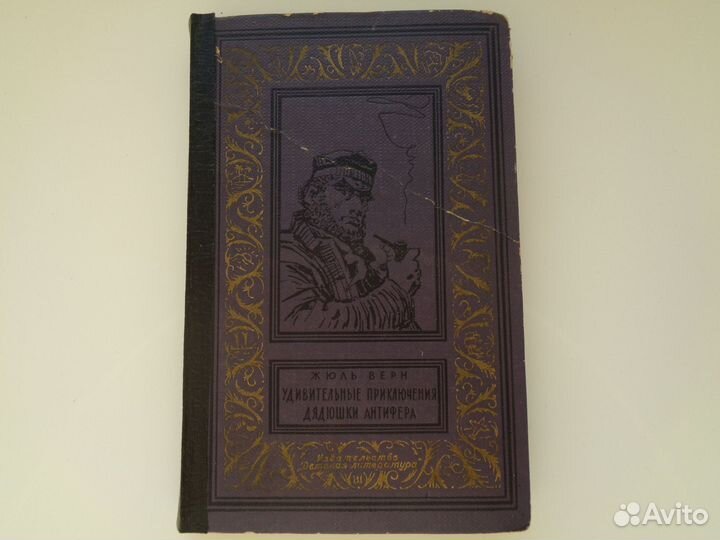 ЖЮЛЬ ВЕРН
УДИВИТЕЛЬНЫЕ ПРИКЛЮЧЕНИЯ
ДЯДЮШКИ АНТИФЕРА
Издательство
"Детская литература"
Avito